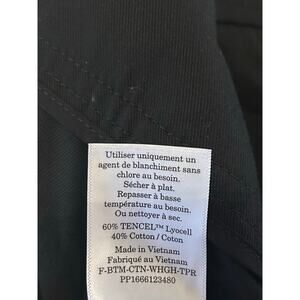 Utiliser uniquement un
agent de blanchiment sans
chlore au besoin.
Sécher à plat.
Repasser à basse
température au besoin.
Ou nettoyer à sec.
60% TENCEL™ Lyocell
40% Cotton / Coton
Made in Vietnam
Fabriqué au Vietnam
F-BTM-CTN-WHGH-TPR
PP1666123480